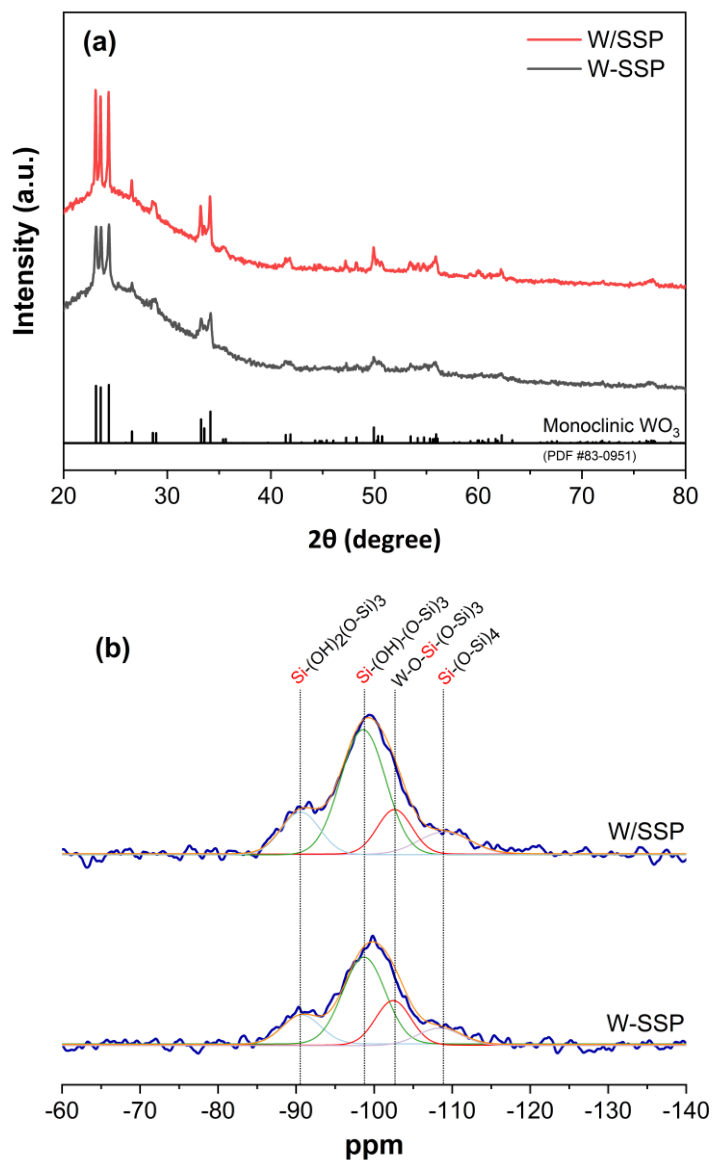 (a)
W/SSP
W-SSP
Intensity (a.u.)
Monoclinic WO₃
(PDF #83-0951)
20 30 40 50 60 70 80
2θ (degree)
(b)
Si-(OH)₂(O-Si)₃
Si-(OH)-(O-Si)₃
W-O-Si-(O-Si)₃
Si-(O-Si)₄
W/SSP
W-SSP
-60 -70 -80 -90 -100 -110 -120 -130 -140
ppm